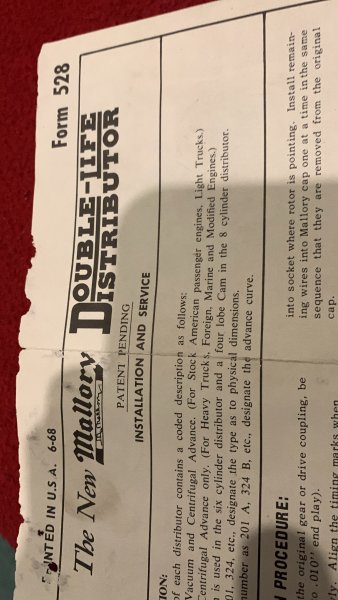 PRINTED IN U.S.A. 6-68
Form 528
The New Mallory DOUBLE-LIFE
DISTRIBUTOR
PATENT PENDING
INSTALLATION AND SERVICE
ION:
of each distributor contains a coded description as follows:
Vacuum and Centrifugal Advance. (For Stock American passenger engines, Light Trucks.)
Centrifugal Advance only. (For Heavy Trucks, Foreign, Marine and Modified Engines.)
is used in the six cylinder distributor and a four lobe Cam in the 8 cylinder distributor.
01, 324, etc., designate the type as to physical dimensions
number as 201 A, 324 B, etc., designate the advance curve.
PROCEDURE:
the original gear or drive coupling, be
to .010" end play).
Align the timing marks when
into socket where rotor is pointing. Install remain-
ing wires into Mallory cap one at a time in the same
sequence that they are removed from the original
cap.